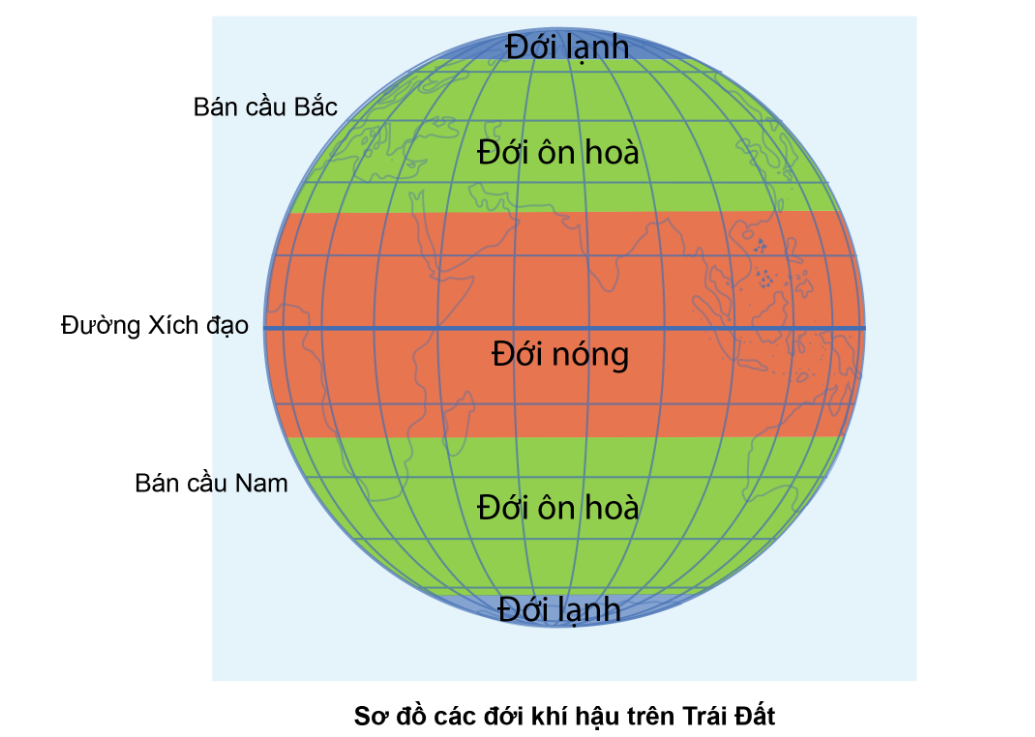 Đới lạnh
Bán cầu Bắc
Đới ôn hoà
Đường Xích đạo
Đới nóng
Bán cầu Nam
Đới ôn hoà
Đới lạnh
Sơ đồ các đới khí hậu trên Trái Đất